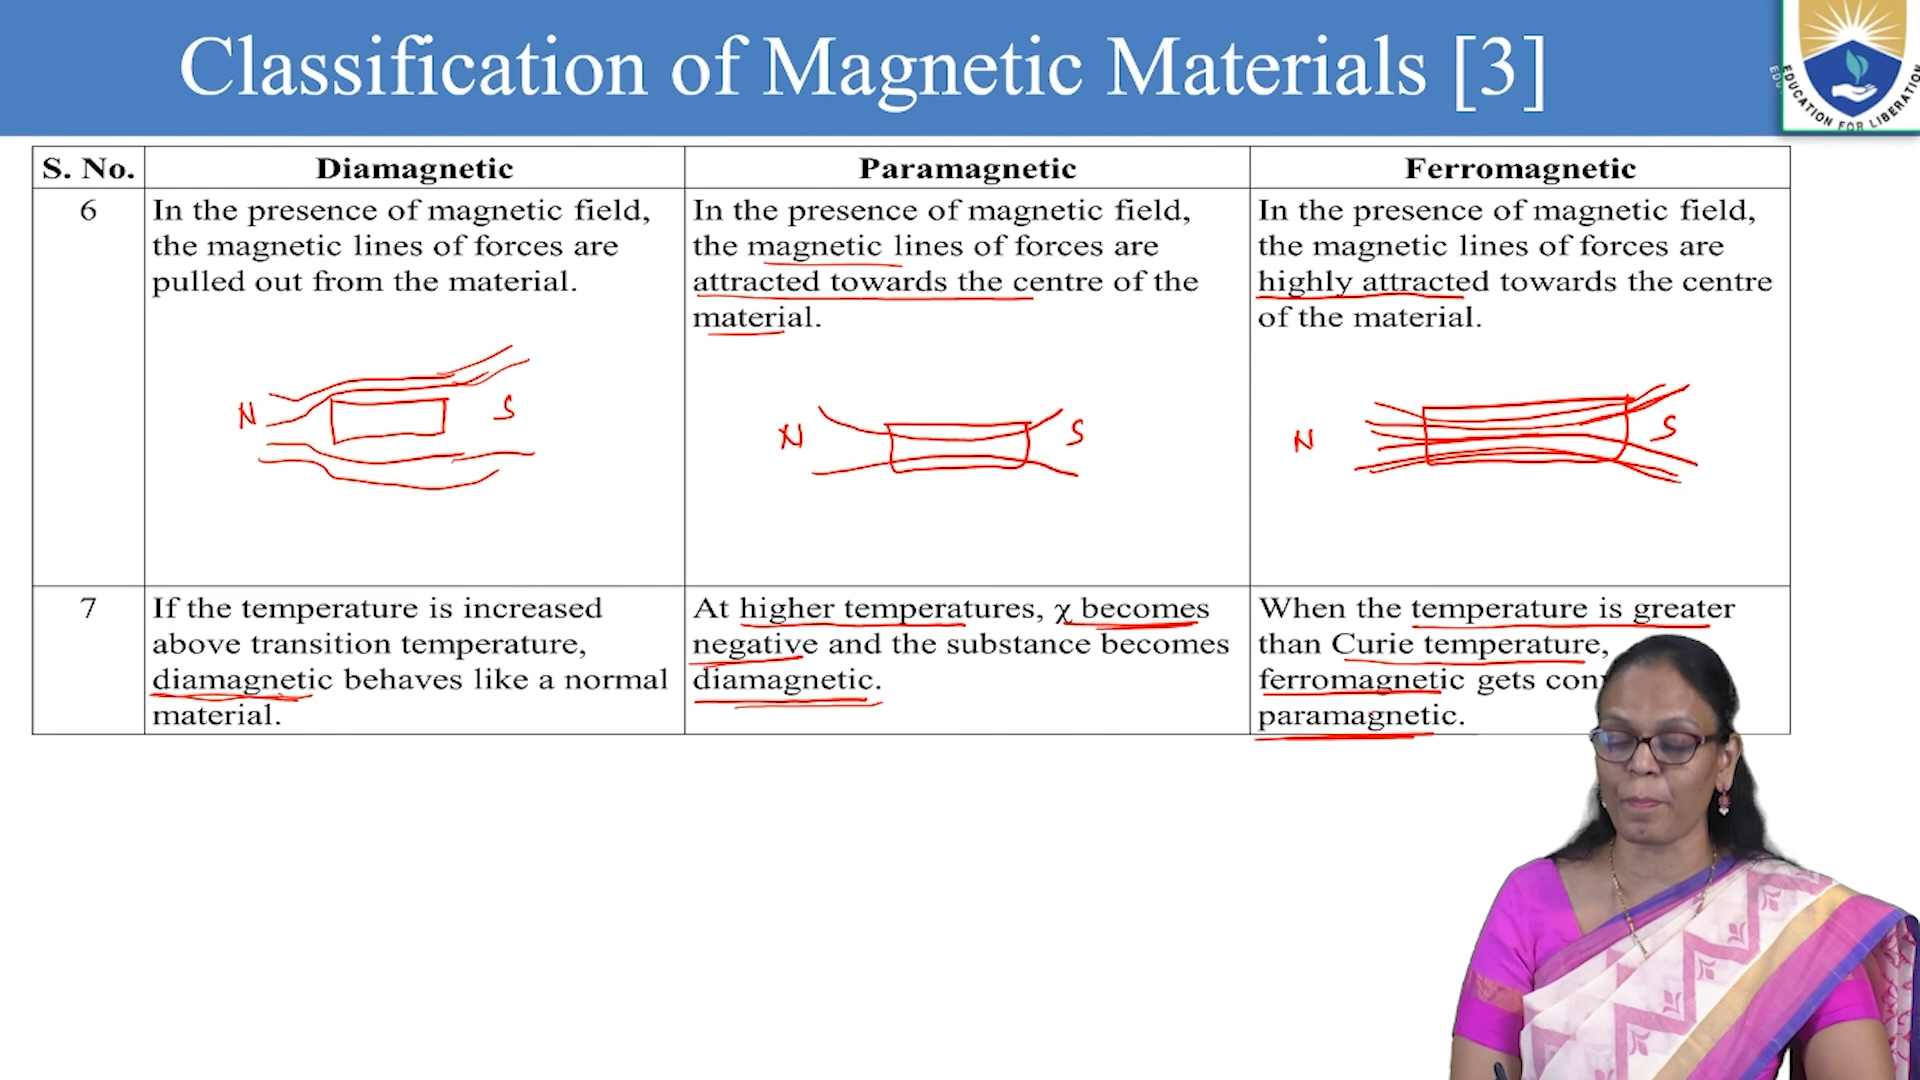 Classification of Magnetic Materials [3]
EDUCATION FOR LIBERATION
S. No. Diamagnetic Paramagnetic Ferromagnetic
6
In the presence of magnetic field,
the magnetic lines of forces are
pulled out from the material.
N S
In the presence of magnetic field,
the magnetic lines of forces are
attracted towards the centre of the
material.
N S
In the presence of magnetic field,
the magnetic lines of forces are
highly attracted towards the centre
of the material.
N S
7
If the temperature is increased
above transition temperature,
diamagnetic behaves like a normal
material.
At higher temperatures, χ becomes
negative and the substance becomes
diamagnetic.
When the temperature is greater
than Curie temperature,
ferromagnetic gets
paramagnetic.